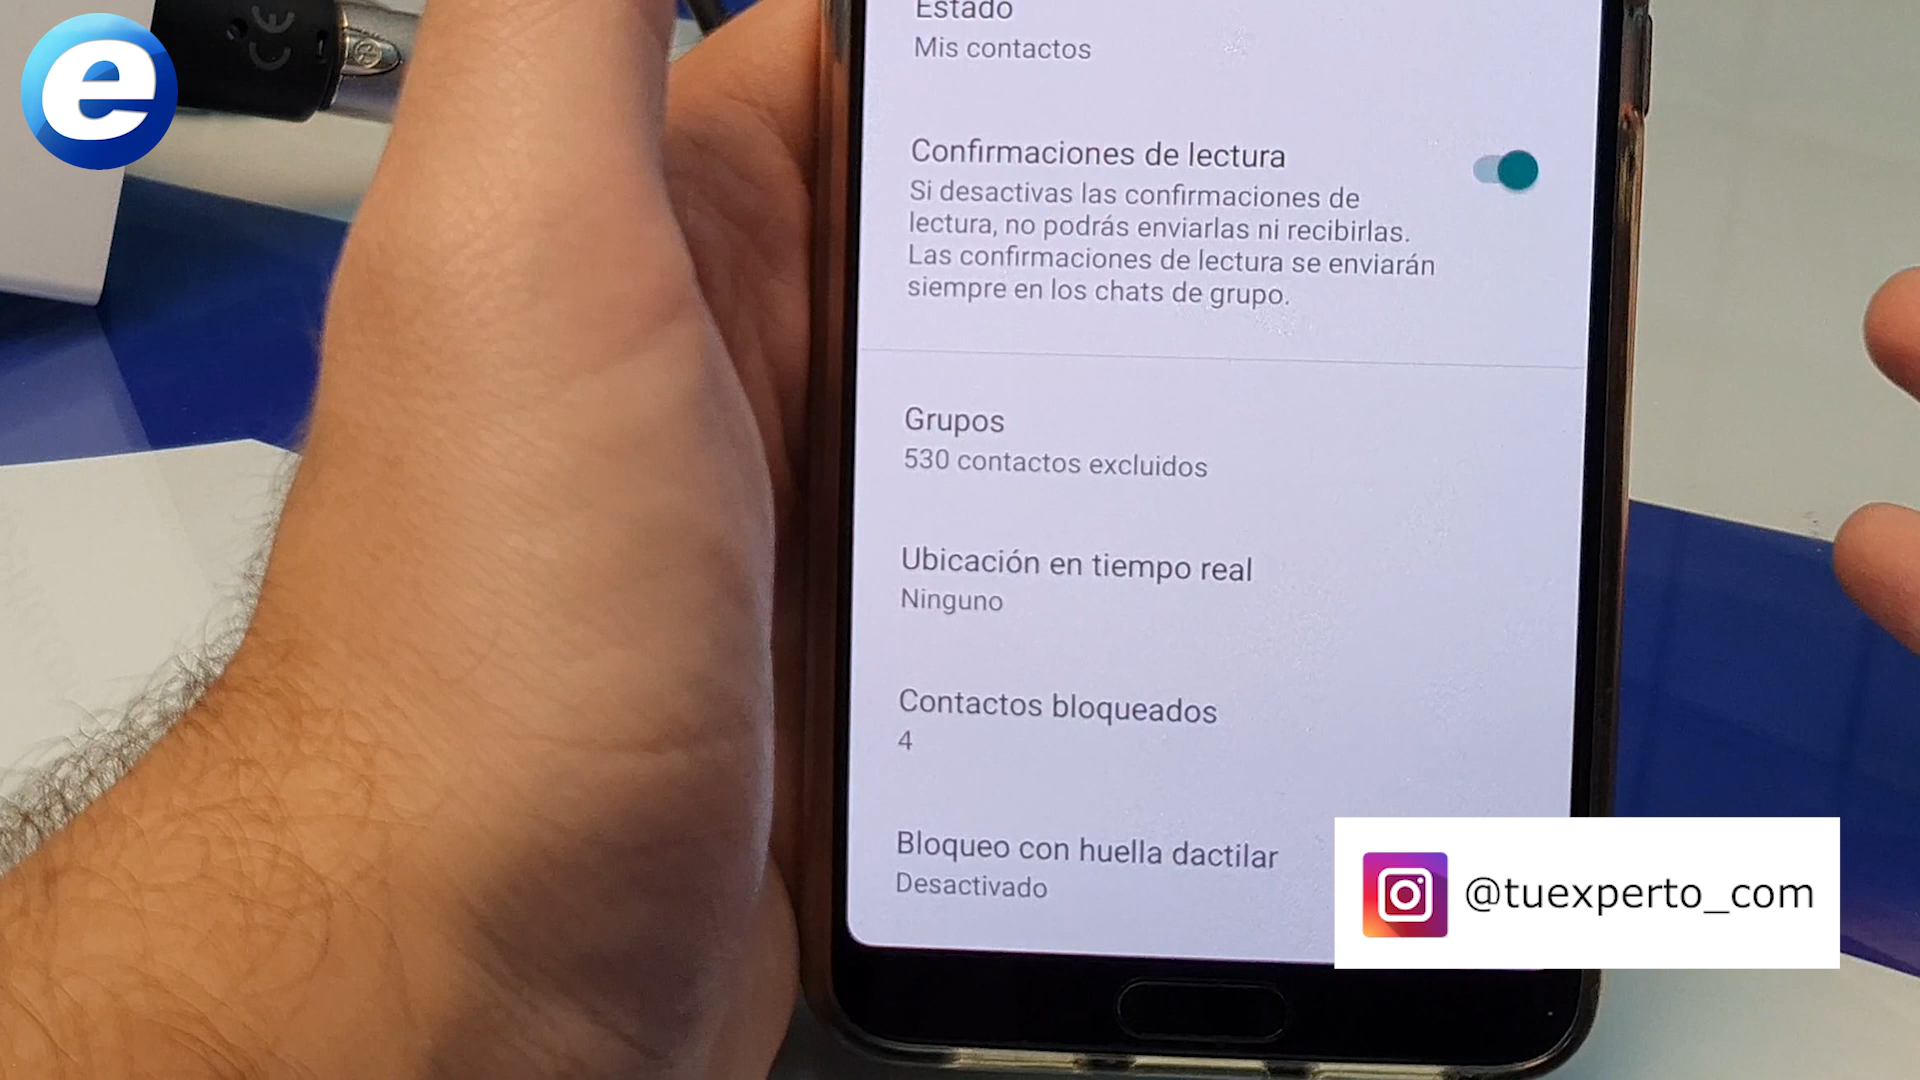 e
CE
Estado
Mis contactos
Confirmaciones de lectura
Si desactivas las confirmaciones de
lectura, no podrás enviarlas ni recibirlas.
Las confirmaciones de lectura se enviarán
siempre en los chats de grupo.
Grupos
530 contactos excluidos
Ubicación en tiempo real
Ninguno
Contactos bloqueados
4
Bloqueo con huella dactilar
Desactivado
@tuexperto_com